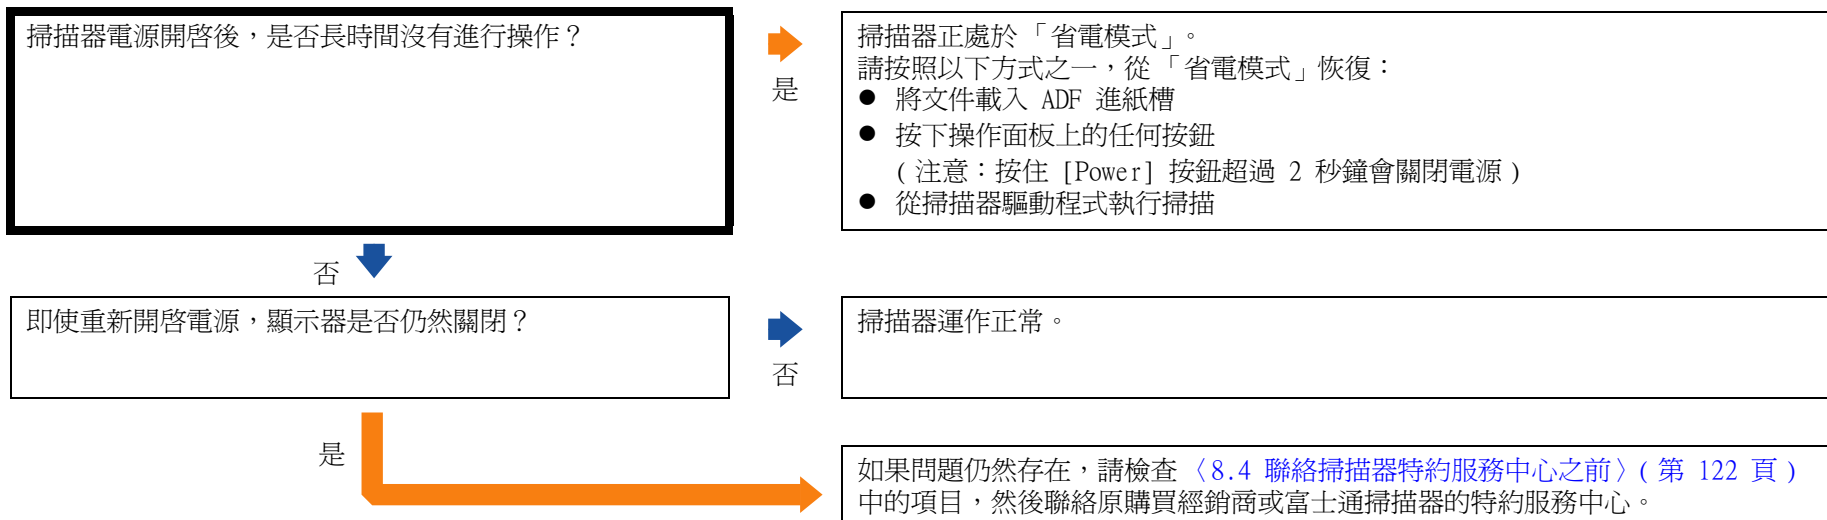 掃描器電源開啓後，是否長時間沒有進行操作？
是
掃描器正處於「省電模式」。
請按照以下方式之一，從「省電模式」恢復：
● 將文件載入 ADF 進紙槽
● 按下操作面板上的任何按鈕
(注意：按住 [Power] 按鈕超過 2 秒鐘會關閉電源)
● 從掃描器驅動程式執行掃描
否
即使重新開啓電源，顯示器是否仍然關閉？
否
掃描器運作正常。
是
如果問題仍然存在，請檢查〈8.4 聯絡掃描器特約服務中心之前〉(第 122 頁)
中的項目，然後聯絡原購買經銷商或富士通掃描器的特約服務中心。